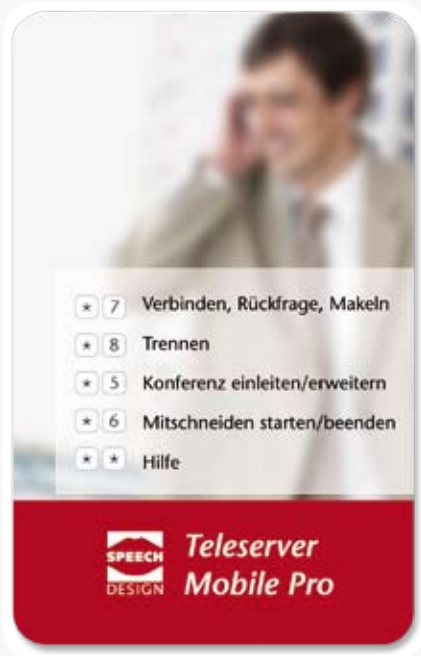 * 7 Verbinden, Rückfrage, Makeln
* 8 Trennen
* 5 Konferenz einleiten/erweitern
* 6 Mitschneiden starten/beenden
* * Hilfe
SPEECH
DESIGN
Teleserver
Mobile Pro